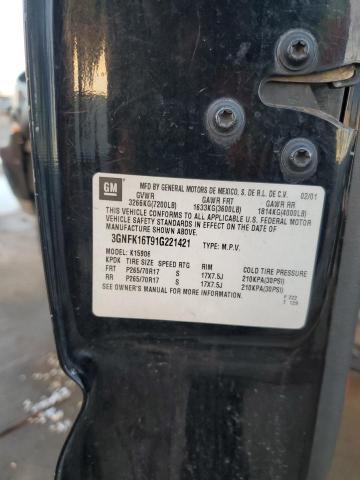 GM
MFD BY GENERAL MOTORS DE MEXICO, S. DE R.L. DE C.V. 02/01
GVWR GAWR FRT GAWR RR
3266KG(7200LB) 1633KG(3600LB) 1814KG(4000LB)
THIS VEHICLE CONFORMS TO ALL APPLICABLE U.S. FEDERAL MOTOR
VEHICLE SAFETY STANDARDS IN EFFECT ON THE DATE OF
MANUFACTURE SHOWN ABOVE.
3GNFK16T91G221421 TYPE: M.P.V.
MODEL: K15906
KPDK TIRE SIZE SPEED RTG RIM COLD TIRE PRESSURE
FRT P265/70R17 S 17X7.5J 210KPA(30PSI)
RR P265/70R17 S 17X7.5J 210KPA(30PSI)
SEE OWNER'S MANUAL FOR MORE INFORMATION.
F 722
T 129